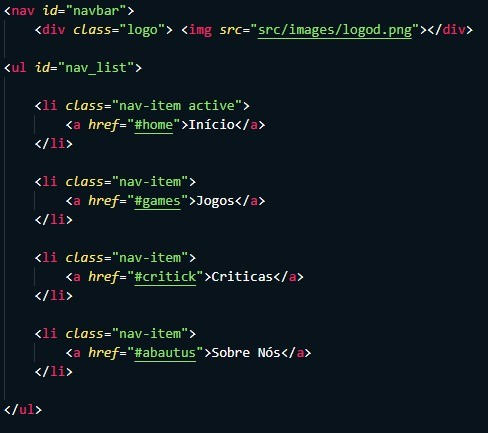 <nav id="navbar">
<div class="logo"> <img src="src/images/logod.png"></div>
<ul id="nav_list">
<li class="nav-item active">
<a href="#home">Início</a>
</li>
<li class="nav-item">
<a href="#games">Jogos</a>
</li>
<li class="nav-item">
<a href="#critick">Criticas</a>
</li>
<li class="nav-item">
<a href="#abautus">Sobre Nós</a>
</li>
</ul>